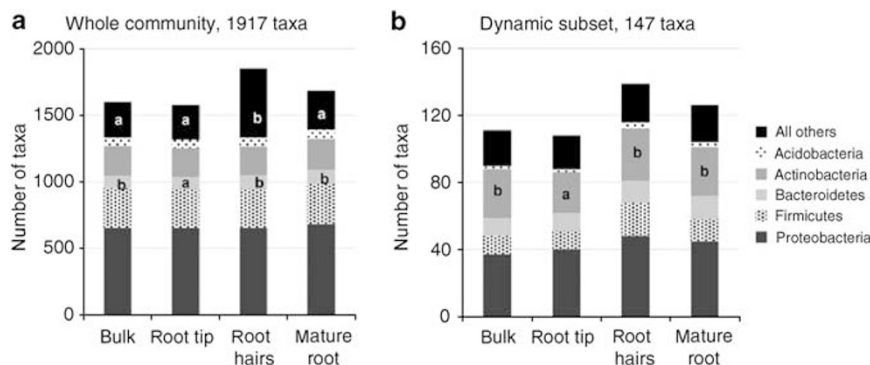 a Whole community, 1917 taxa
Number of taxa
2000
1500
1000
500
0
a a b a
b a b b
Bulk Root tip Root hairs Mature root
b Dynamic subset, 147 taxa
Number of taxa
160
120
80
40
0
b a b b
Bulk Root tip Root hairs Mature root
All others
Acidobacteria
Actinobacteria
Bacteroidetes
Firmicutes
Proteobacteria